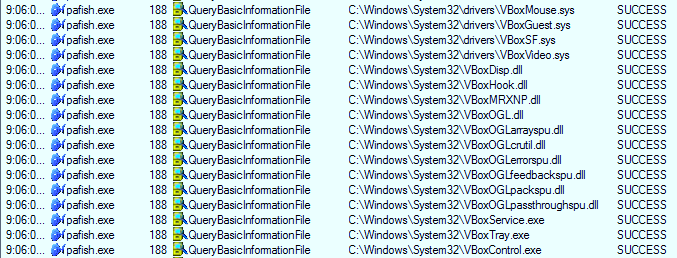 9:06:0... pafish.exe 188 QueryBasicInformationFile C:\Windows\System32\drivers\VBoxMouse.sys SUCCESS
9:06:0... pafish.exe 188 QueryBasicInformationFile C:\Windows\System32\drivers\VBoxGuest.sys SUCCESS
9:06:0... pafish.exe 188 QueryBasicInformationFile C:\Windows\System32\drivers\VBoxSF.sys SUCCESS
9:06:0... pafish.exe 188 QueryBasicInformationFile C:\Windows\System32\drivers\VBoxVideo.sys SUCCESS
9:06:0... pafish.exe 188 QueryBasicInformationFile C:\Windows\System32\VBoxDisp.dll SUCCESS
9:06:0... pafish.exe 188 QueryBasicInformationFile C:\Windows\System32\VBoxHook.dll SUCCESS
9:06:0... pafish.exe 188 QueryBasicInformationFile C:\Windows\System32\VBoxMRXNP.dll SUCCESS
9:06:0... pafish.exe 188 QueryBasicInformationFile C:\Windows\System32\VBoxOGL.dll SUCCESS
9:06:0... pafish.exe 188 QueryBasicInformationFile C:\Windows\System32\VBoxOGLarrayspu.dll SUCCESS
9:06:0... pafish.exe 188 QueryBasicInformationFile C:\Windows\System32\VBoxOGLcrutil.dll SUCCESS
9:06:0... pafish.exe 188 QueryBasicInformationFile C:\Windows\System32\VBoxOGLerrorspu.dll SUCCESS
9:06:0... pafish.exe 188 QueryBasicInformationFile C:\Windows\System32\VBoxOGLfeedbackspu.dll SUCCESS
9:06:0... pafish.exe 188 QueryBasicInformationFile C:\Windows\System32\VBoxOGLpackspu.dll SUCCESS
9:06:0... pafish.exe 188 QueryBasicInformationFile C:\Windows\System32\VBoxOGLpassthroughspu.dll SUCCESS
9:06:0... pafish.exe 188 QueryBasicInformationFile C:\Windows\System32\VBoxService.exe SUCCESS
9:06:0... pafish.exe 188 QueryBasicInformationFile C:\Windows\System32\VBoxTray.exe SUCCESS
9:06:0... pafish.exe 188 QueryBasicInformationFile C:\Windows\System32\VBoxControl.exe SUCCESS